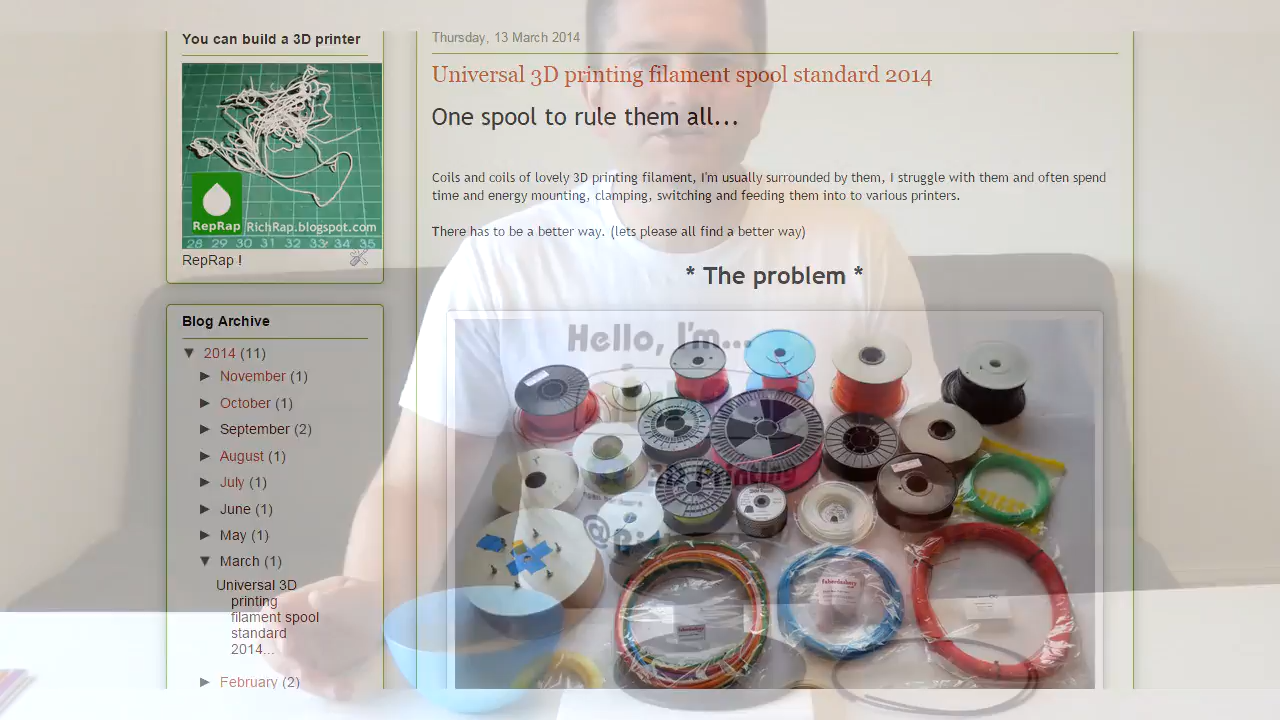 You can build a 3D printer
RepRap
RichRap.blogspot.com
28 29 30 31 32 33 34 35
RepRap !
Blog Archive
▼ 2014 (11)
► November (1)
► October (1)
► September (2)
► August (1)
► July (1)
► June (1)
► May (1)
▼ March (1)
Universal 3D
printing
filament spool
standard
2014...
► February (2)
Thursday, 13 March 2014
Universal 3D printing filament spool standard 2014
One spool to rule them all...
Coils and coils of lovely 3D printing filament, I'm usually surrounded by them, I struggle with them and often spend
time and energy mounting, clamping, switching and feeding them into to various printers.
There has to be a better way. (lets please all find a better way)
* The problem *
Hello, I'm...